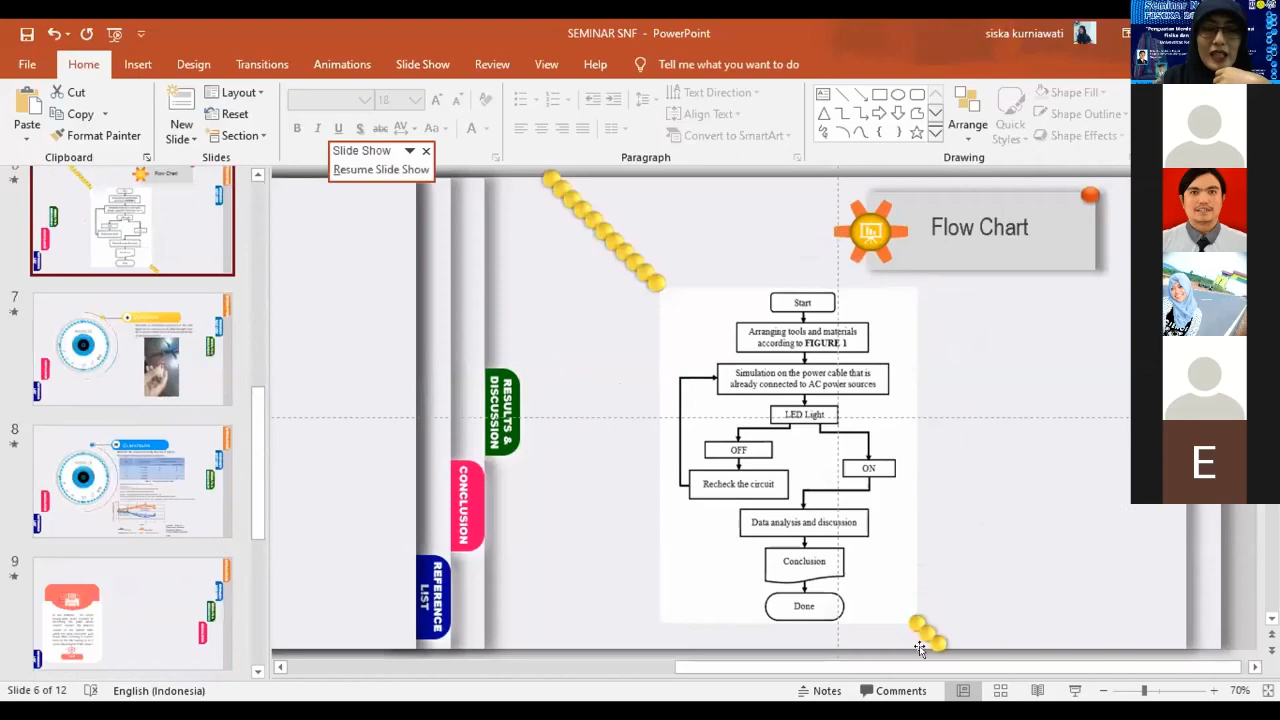 SEMINAR SNF - PowerPoint
siska kurniawati
File
Home
Insert
Design
Transitions
Animations
Slide Show
Review
View
Help
Tell me what you want to do
Paste
Cut
Copy
Format Painter
Clipboard
New
Slide
Layout
Reset
Section
Slides
18
Paragraph
Text Direction
Align Text
Convert to SmartArt
Arrange
Quick
Styles
Shape Fill
Shape Outline
Shape Effects
Drawing
Slide Show
Resume Slide Show
Flow Chart
7
8
9
Flow Chart
Start
Arranging tools and materials
according to FIGURE 1
Simulation on the power cable that is
already connected to AC power sources
LED Light
OFF
ON
Recheck the circuit
Data analysis and discussion
Conclusion
Done
RESULTS &
DISCUSSION
CONCLUSION
REFERENCE
LIST
E
Slide 6 of 12
English (Indonesia)
Notes
Comments
70%